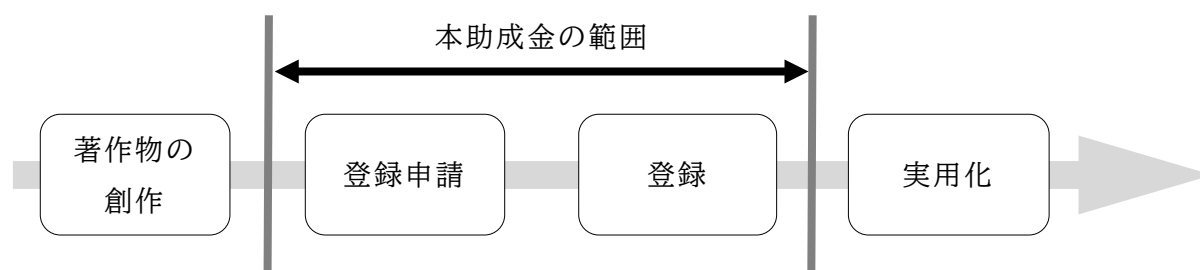 本助成金の範囲
著作物の
創作
登録申請
登録
実用化